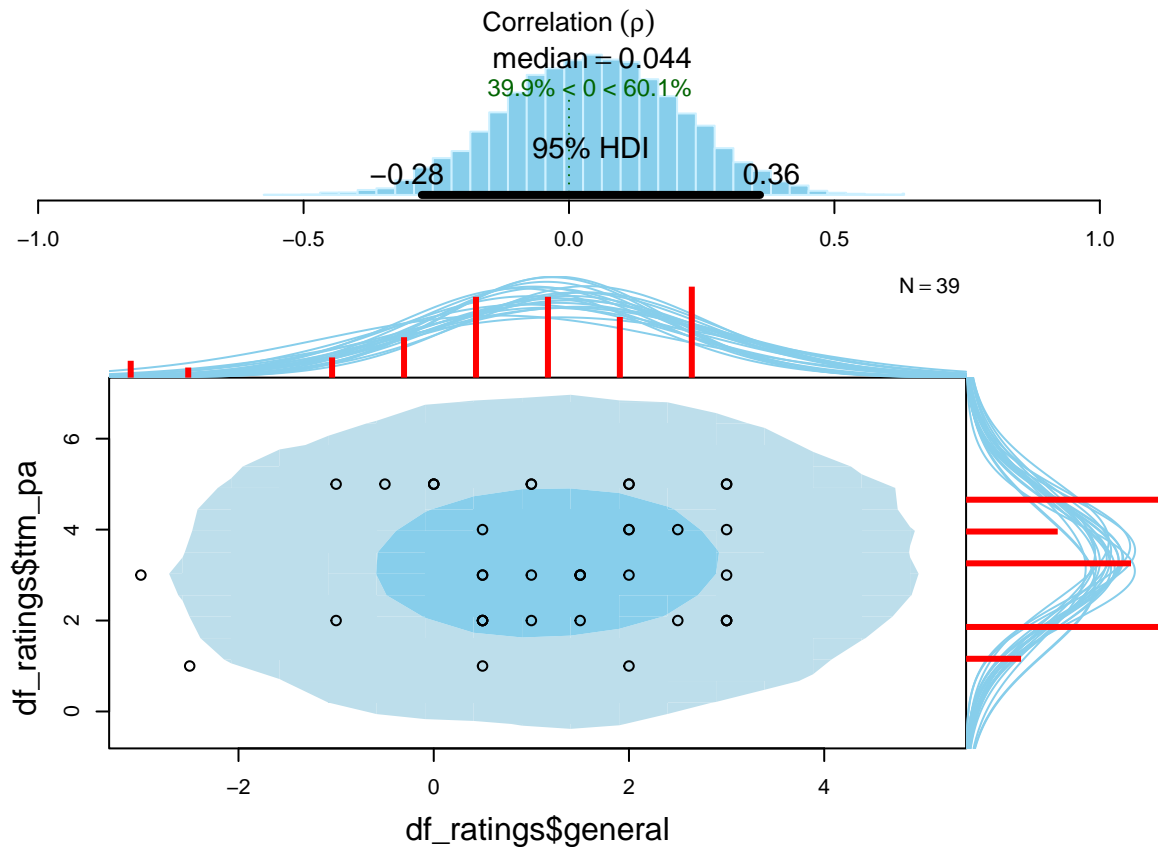 Correlation (ρ)
median = 0.044
39.9% < 0 < 60.1%
95% HDI
−0.28 0.36
−1.0 −0.5 0.0 0.5 1.0
N = 39
6
4
2
0
df_ratings$ttm_pa
−2 0 2 4
df_ratings$general